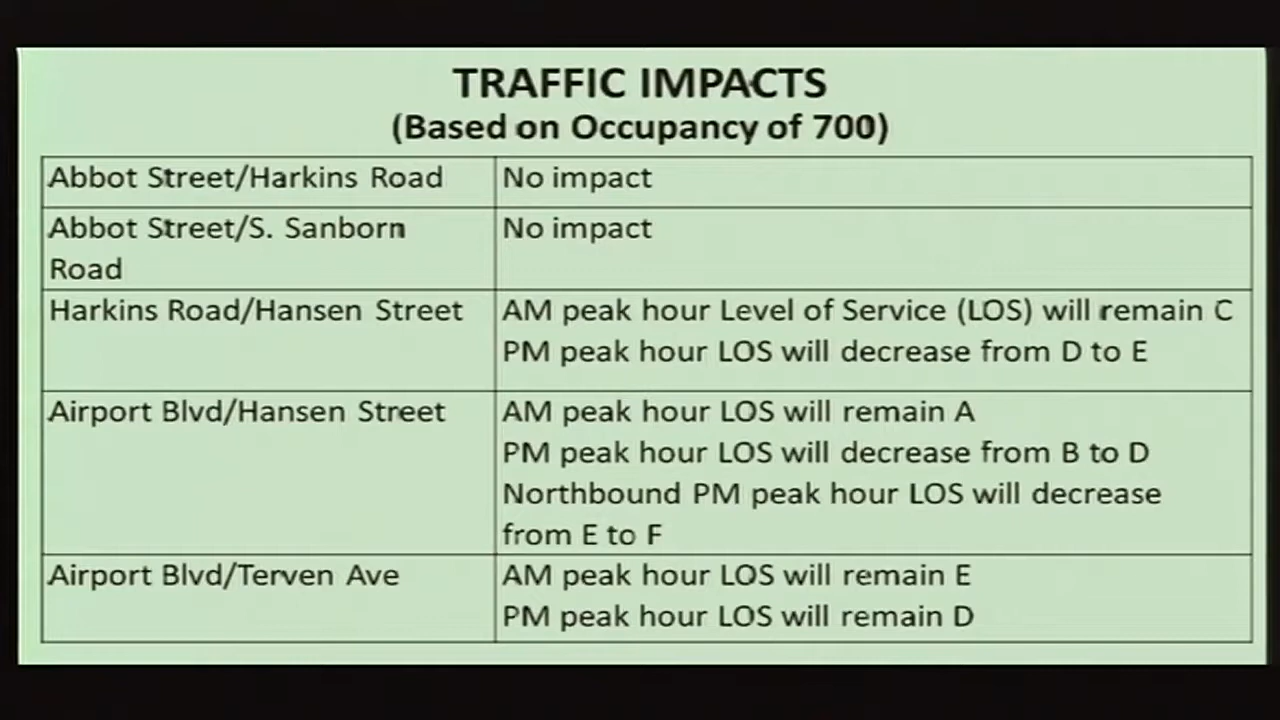 TRAFFIC IMPACTS
(Based on Occupancy of 700)
Abbot Street/Harkins Road
No impact
Abbot Street/S. Sanborn
Road
No impact
Harkins Road/Hansen Street
AM peak hour Level of Service (LOS) will remain C
PM peak hour LOS will decrease from D to E
Airport Blvd/Hansen Street
AM peak hour LOS will remain A
PM peak hour LOS will decrease from B to D
Northbound PM peak hour LOS will decrease
from E to F
Airport Blvd/Terven Ave
AM peak hour LOS will remain E
PM peak hour LOS will remain D